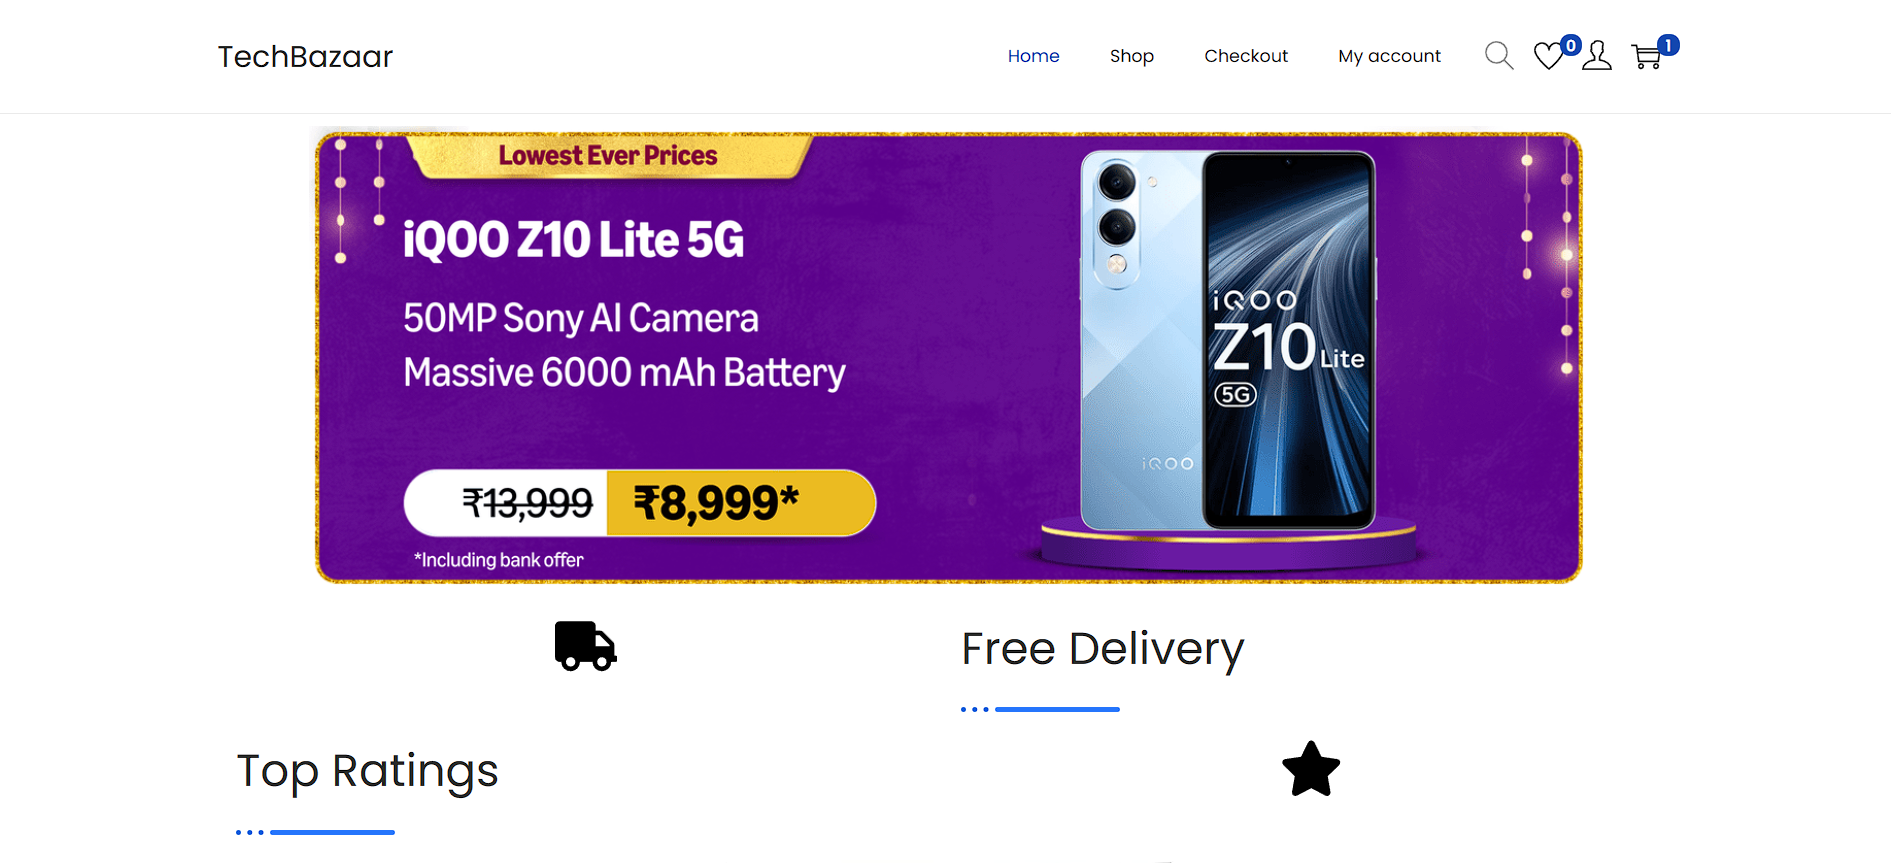 TechBazaar
Home Shop Checkout My account 0 1
Lowest Ever Prices
iQOO Z10 Lite 5G
50MP Sony AI Camera
Massive 6000 mAh Battery
₹13,999 ₹8,999*
*Including bank offer
iQOO
Z10 Lite
5G
iQOO
Free Delivery
Top Ratings